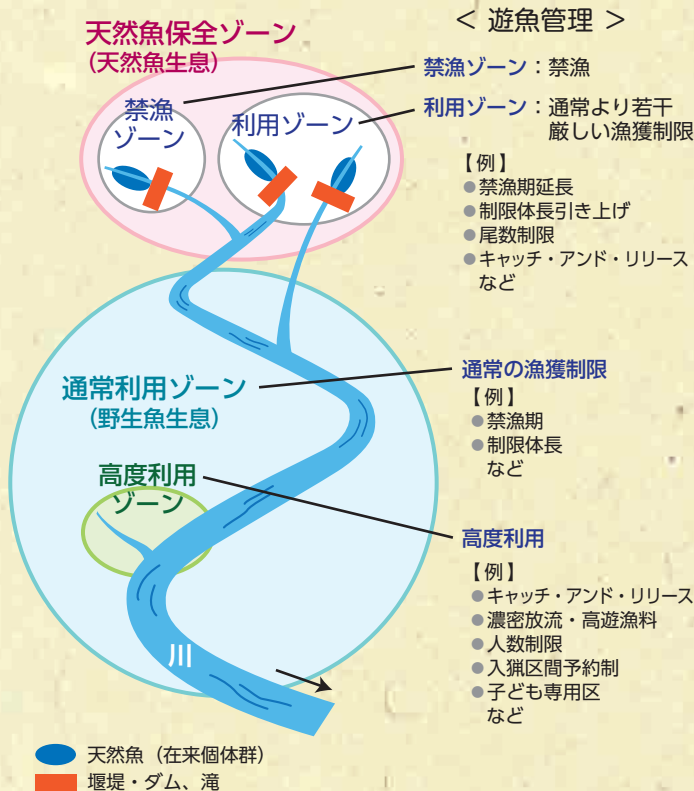 ＜ 遊魚管理 ＞
天然魚保全ゾーン
(天然魚生息)
禁漁
ゾーン
利用ゾーン
禁漁ゾーン：禁漁
利用ゾーン：通常より若干
厳しい漁獲制限
【例】
●禁漁期延長
●制限体長引き上げ
●尾数制限
●キャッチ・アンド・リリース
など
通常利用ゾーン
(野生魚生息)
通常の漁獲制限
【例】
●禁漁期
●制限体長
など
高度利用
ゾーン
高度利用
【例】
●キャッチ・アンド・リリース
●濃密放流・高遊漁料
●人数制限
●入猟区間予約制
●子ども専用区
など
川
天然魚（在来個体群）
堰堤・ダム、滝